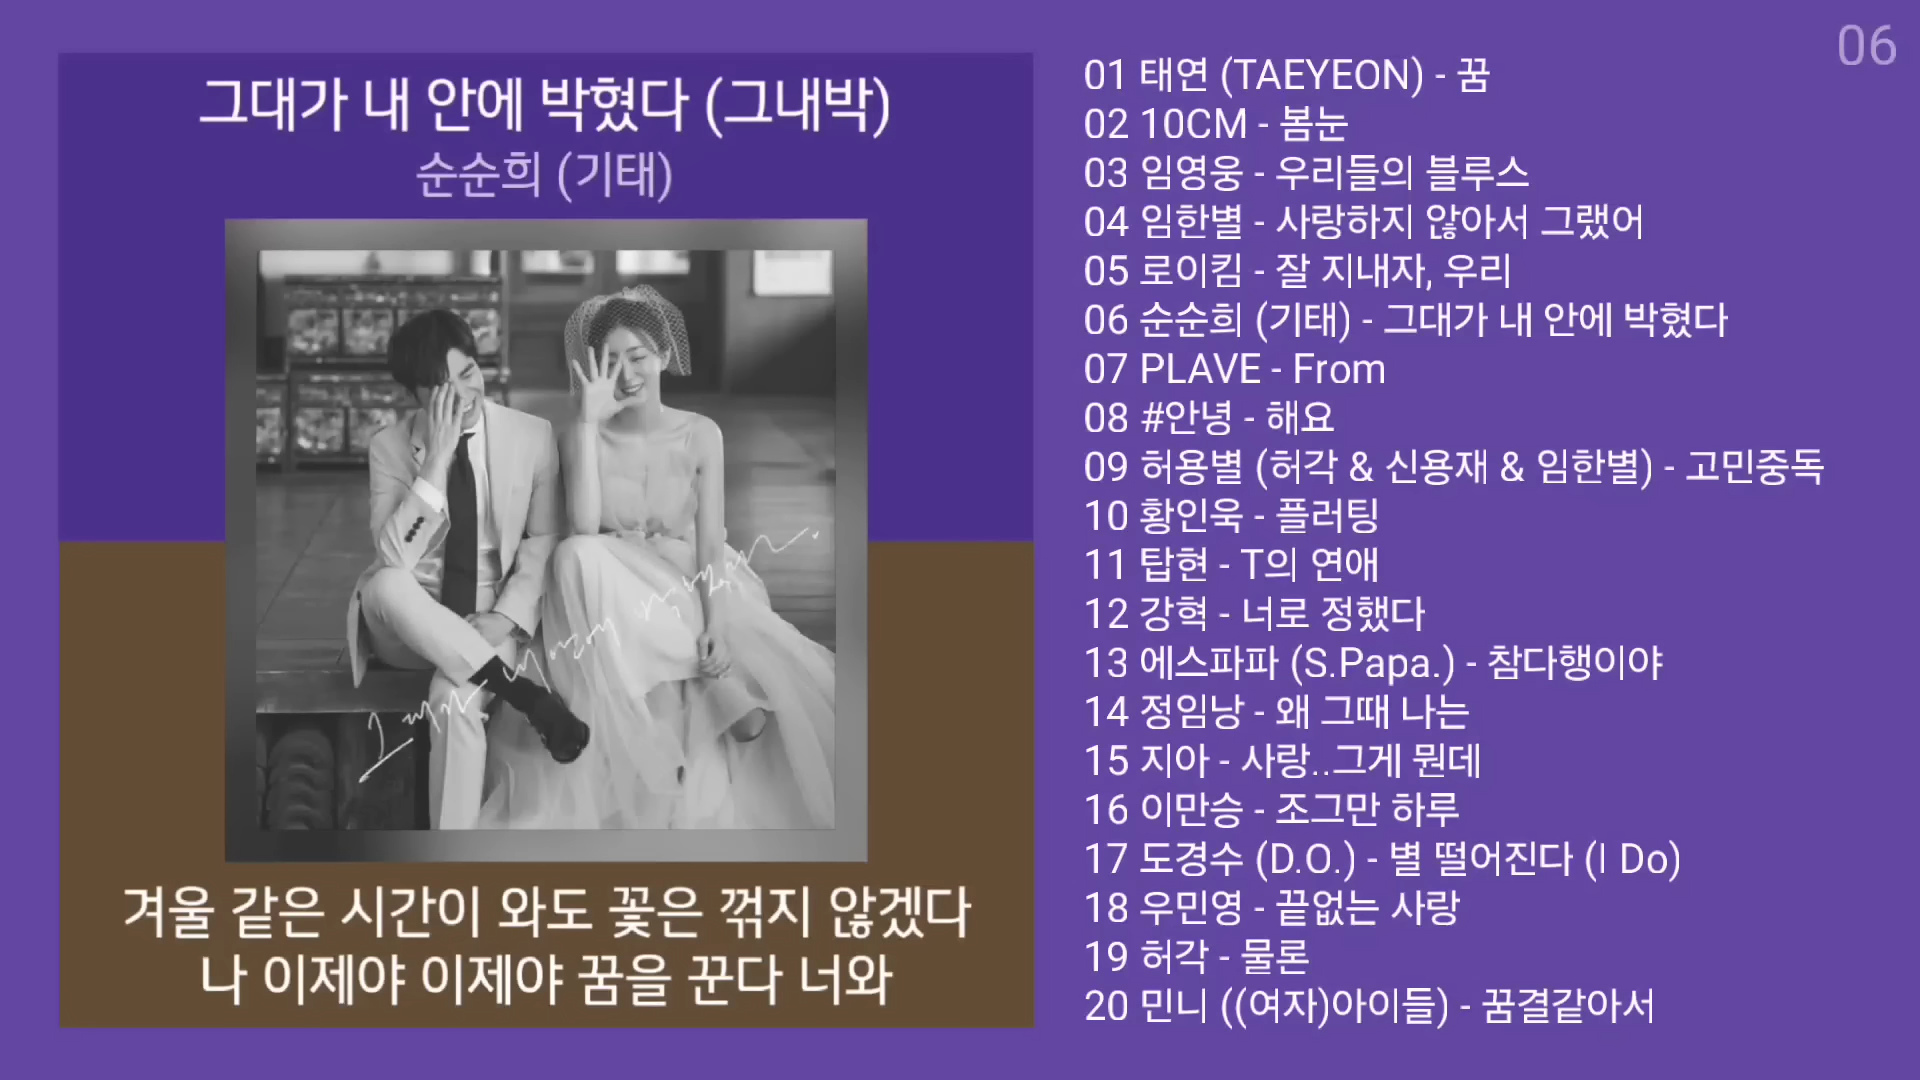 06
그대가 내 안에 박혔다 (그내박)
순순희 (기태)
겨울 같은 시간이 와도 꽃은 꺾지 않겠다
나 이제야 이제야 꿈을 꾼다 너와
01 태연 (TAEYEON) - 꿈
02 10CM - 봄눈
03 임영웅 - 우리들의 블루스
04 임한별 - 사랑하지 않아서 그랬어
05 로이킴 - 잘 지내자, 우리
06 순순희 (기태) - 그대가 내 안에 박혔다
07 PLAVE - From
08 #안녕 - 해요
09 허용별 (허각 & 신용재 & 임한별) - 고민중독
10 황인욱 - 플러팅
11 탑현 - T의 연애
12 강혁 - 너로 정했다
13 에스파파 (S.Papa.) - 참다행이야
14 정임낭 - 왜 그때 나는
15 지아 - 사랑..그게 뭔데
16 이만승 - 조그만 하루
17 도경수 (D.O.) - 별 떨어진다 (I Do)
18 우민영 - 끝없는 사랑
19 허각 - 물론
20 민니 ((여자)아이들) - 꿈결같아서